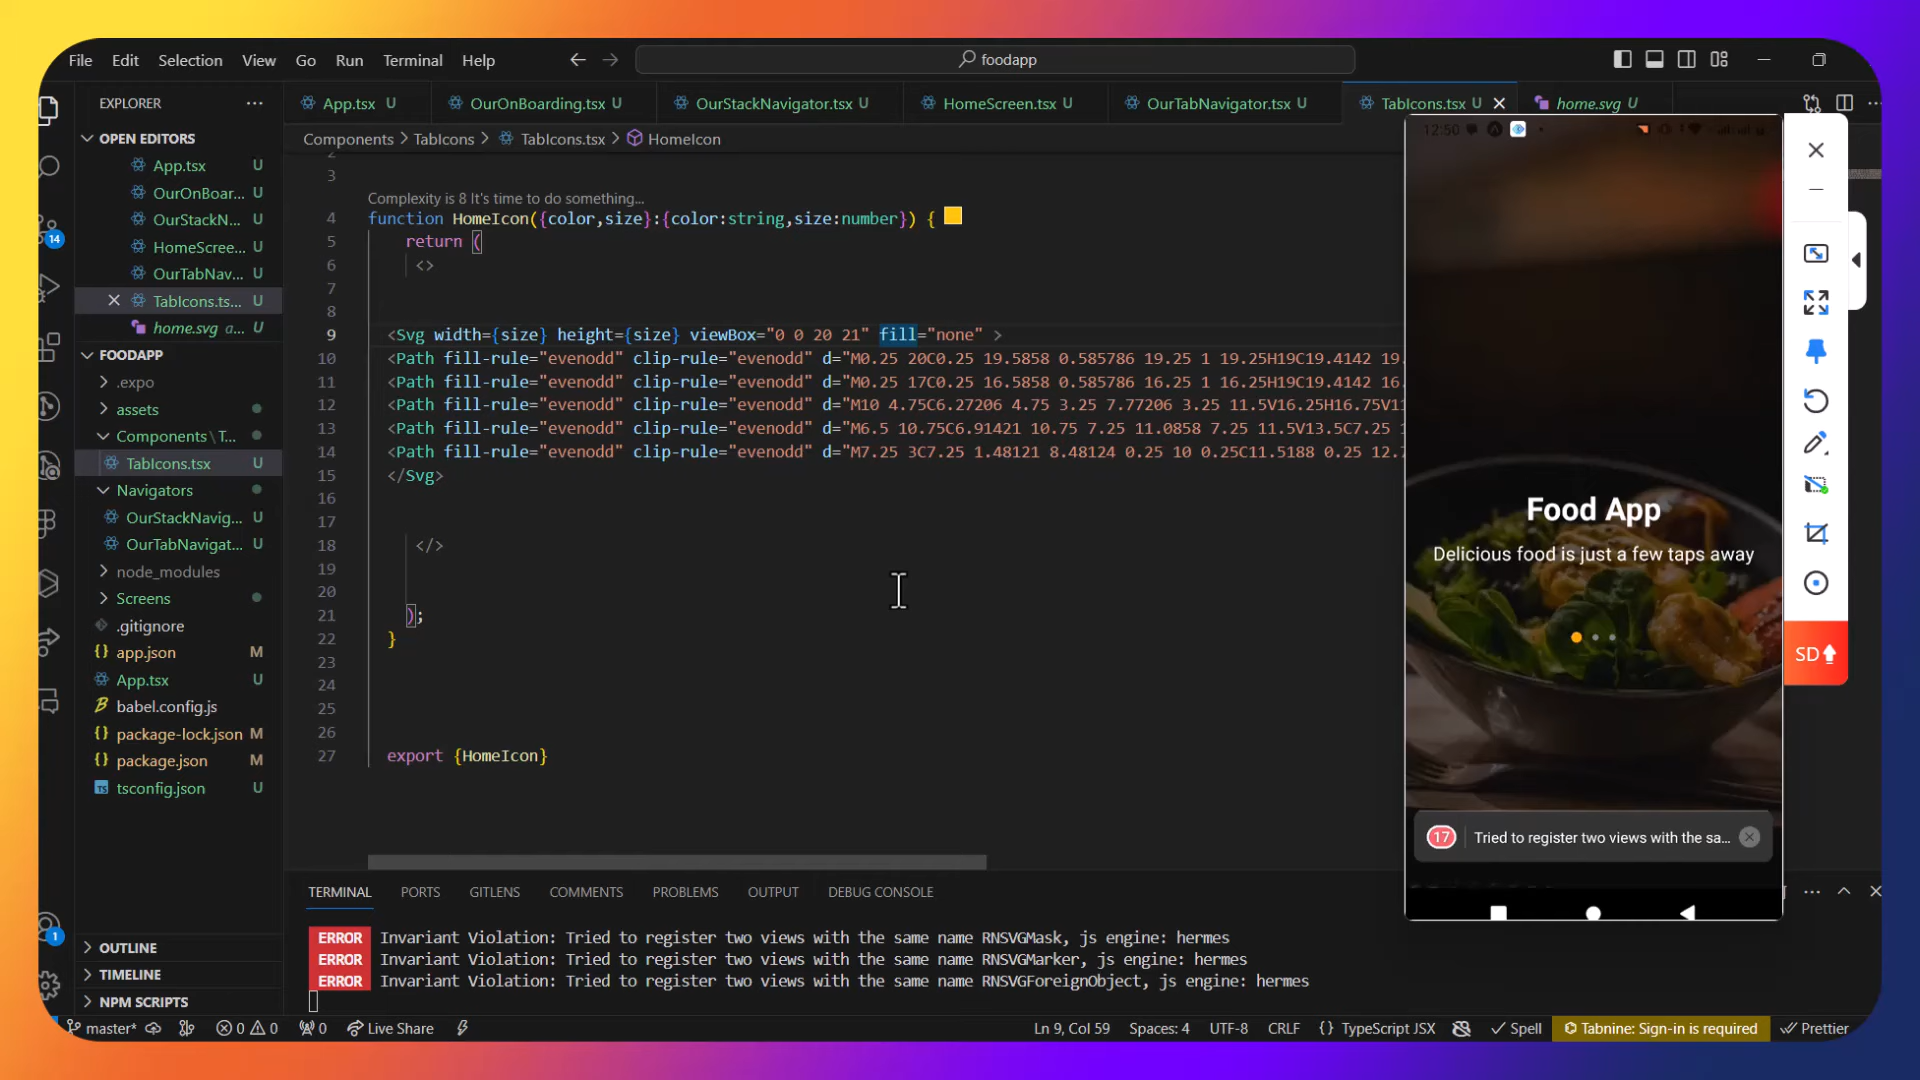 File Edit Selection View Go Run Terminal Help
foodapp
EXPLORER
App.tsx U
OurOnBoarding.tsx U
OurStackNavigator.tsx U
HomeScreen.tsx U
OurTabNavigator.tsx U
TabIcons.tsx U
home.svg U
Components > TabIcons > TabIcons.tsx > HomeIcon
OPEN EDITORS
App.tsx U
OurOnBoar... U
OurStackN... U
HomeScree... U
OurTabNav... U
TabIcons.ts... U
home.svg a... U
FOODAPP
.expo
assets
Components \ T...
TabIcons.tsx U
Navigators
OurStackNavig... U
OurTabNavigat... U
node_modules
Screens
.gitignore
app.json M
App.tsx U
babel.config.js
package-lock.json M
package.json M
tsconfig.json U
OUTLINE
TIMELINE
NPM SCRIPTS
14
1
2
3
Complexity is 8 It's time to do something...
4 function HomeIcon({color,size}:{color:string,size:number}) {
5 return (
6 <>
7
8
9 <Svg width={size} height={size} viewBox="0 0 20 21" fill="none" >
10 <Path fill-rule="evenodd" clip-rule="evenodd" d="M0.25 20C0.25 19.5858 0.585786 19.25 1 19.25H19C19.4142 19.
11 <Path fill-rule="evenodd" clip-rule="evenodd" d="M0.25 17C0.25 16.5858 0.585786 16.25 1 16.25H19C19.4142 16.
12 <Path fill-rule="evenodd" clip-rule="evenodd" d="M10 4.75C6.27206 4.75 3.25 7.77206 3.25 11.5V16.25H16.75V1
13 <Path fill-rule="evenodd" clip-rule="evenodd" d="M6.5 10.75C6.91421 10.75 7.25 11.0858 7.25 11.5V13.5C7.25 1
14 <Path fill-rule="evenodd" clip-rule="evenodd" d="M7.25 3C7.25 1.48121 8.48124 0.25 10 0.25C11.5188 0.25 12.7
15 </Svg>
16
17
18 </>
19
20
21 );
22 }
23
24
25
26
27 export {HomeIcon}
12:50
Food App
Delicious food is just a few taps away
17 Tried to register two views with the sa...
SD
TERMINAL PORTS GITLENS COMMENTS PROBLEMS OUTPUT DEBUG CONSOLE
ERROR Invariant Violation: Tried to register two views with the same name RNSVGMask, js engine: hermes
ERROR Invariant Violation: Tried to register two views with the same name RNSVGMarker, js engine: hermes
ERROR Invariant Violation: Tried to register two views with the same name RNSVGForeignObject, js engine: hermes
master* 0 0 0 Live Share Ln 9, Col 59 Spaces: 4 UTF-8 CRLF {} TypeScript JSX Spell Tabnine: Sign-in is required Prettier